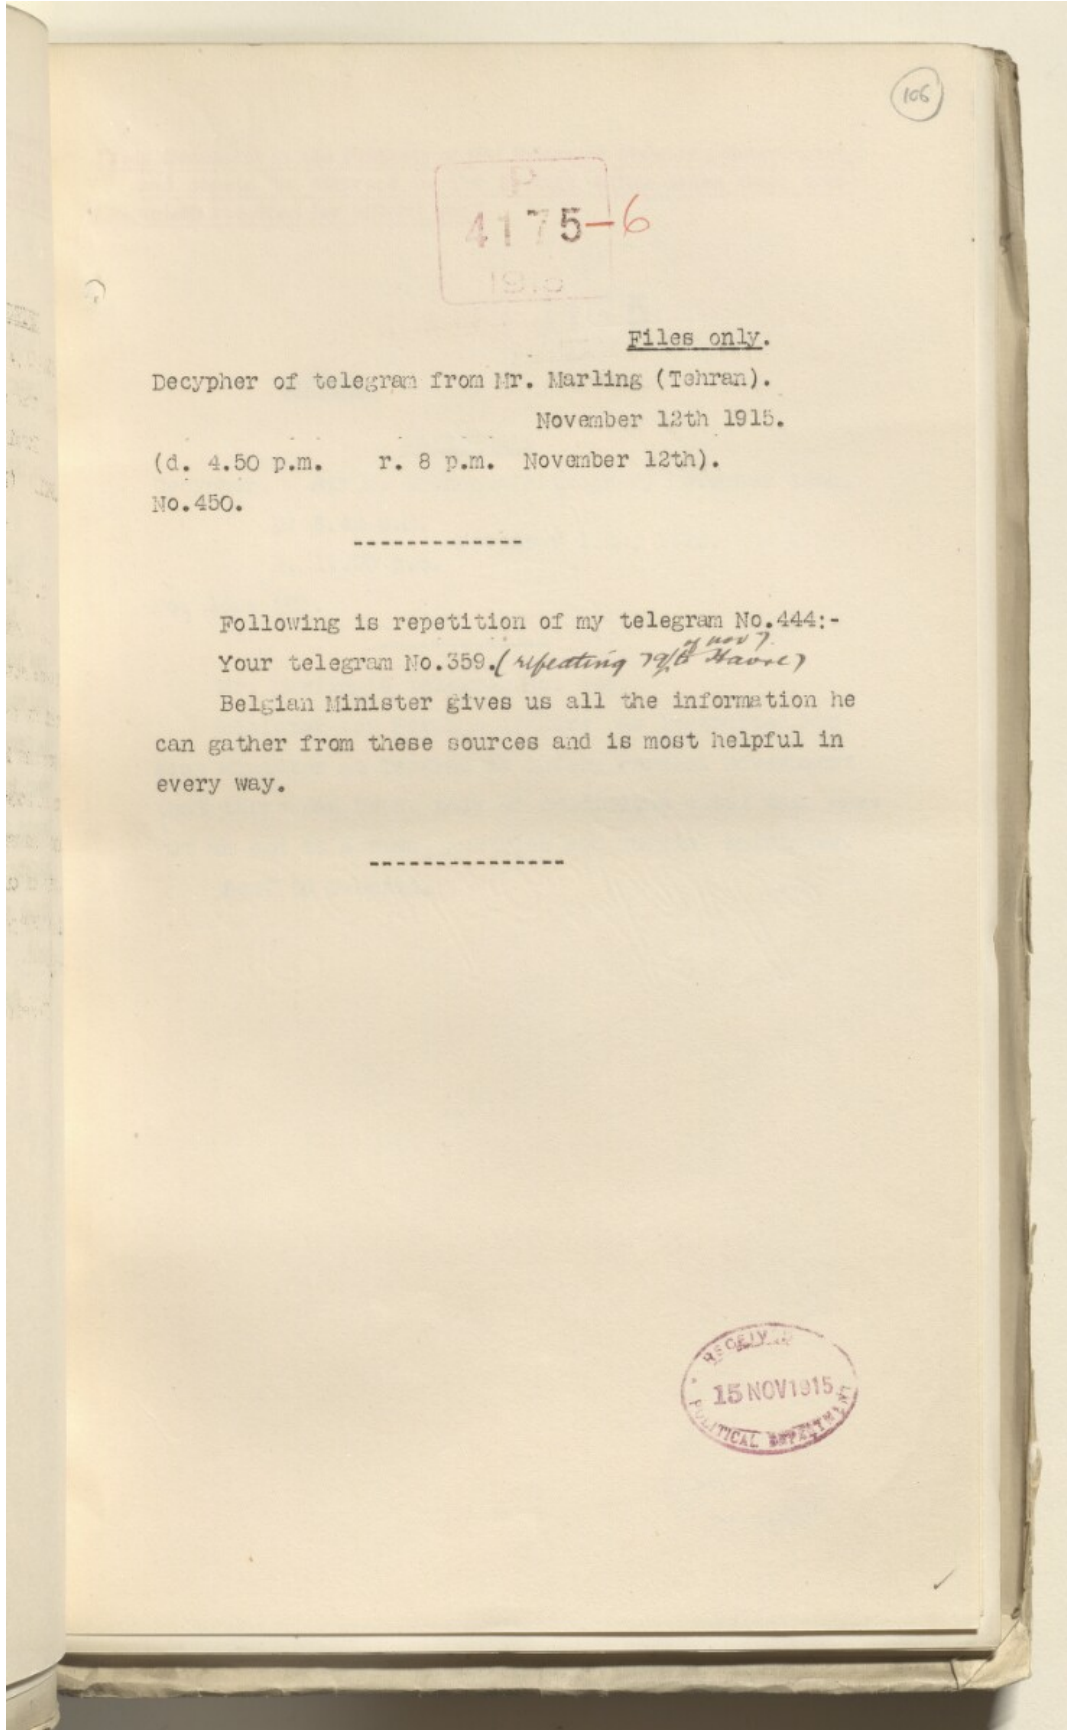 106
P
4175-6
1915
Files only.
Decypher of telegram from Mr. Marling (Tehran).
November 12th 1915.
(d. 4.50 p.m. r. 8 p.m. November 12th).
No.450.
-------------
Following is repetition of my telegram No.444:-
of Nov 7.
Your telegram No.359. (repeating 79 to Havre)
Belgian Minister gives us all the information he
can gather from these sources and is most helpful in
every way.
---------------
RECEIVED
15 NOV 1915
POLITICAL DEPARTMENT